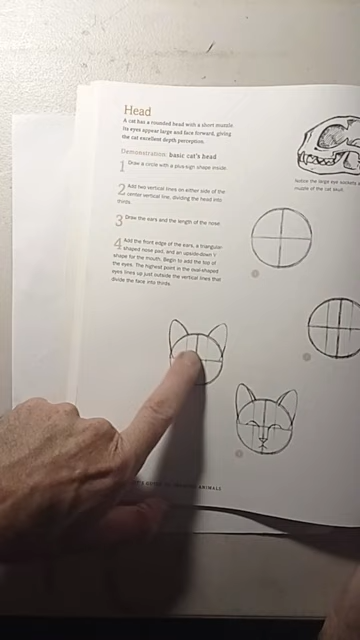 Head
A cat has a rounded head with a short muzzle.
Its eyes appear large and face forward, giving
the cat excellent depth perception.
Demonstration: basic cat's head
1 Draw a circle with a plus sign shape inside.
2 Add two vertical lines on either side of the
center vertical line, dividing the head into
thirds.
3 Draw the ears and the length of the nose
4 Add the front edge of the ears, a triangular-
shaped nose pad, and an upside-down Y
shape for the mouth. Begin to add the top of
the eyes. The highest point in the oval-shaped
eyes lines up just outside the vertical lines that
divide the face into thirds.
Notice the large eye sockets
muzzle of the cat skull.
ANIMALS